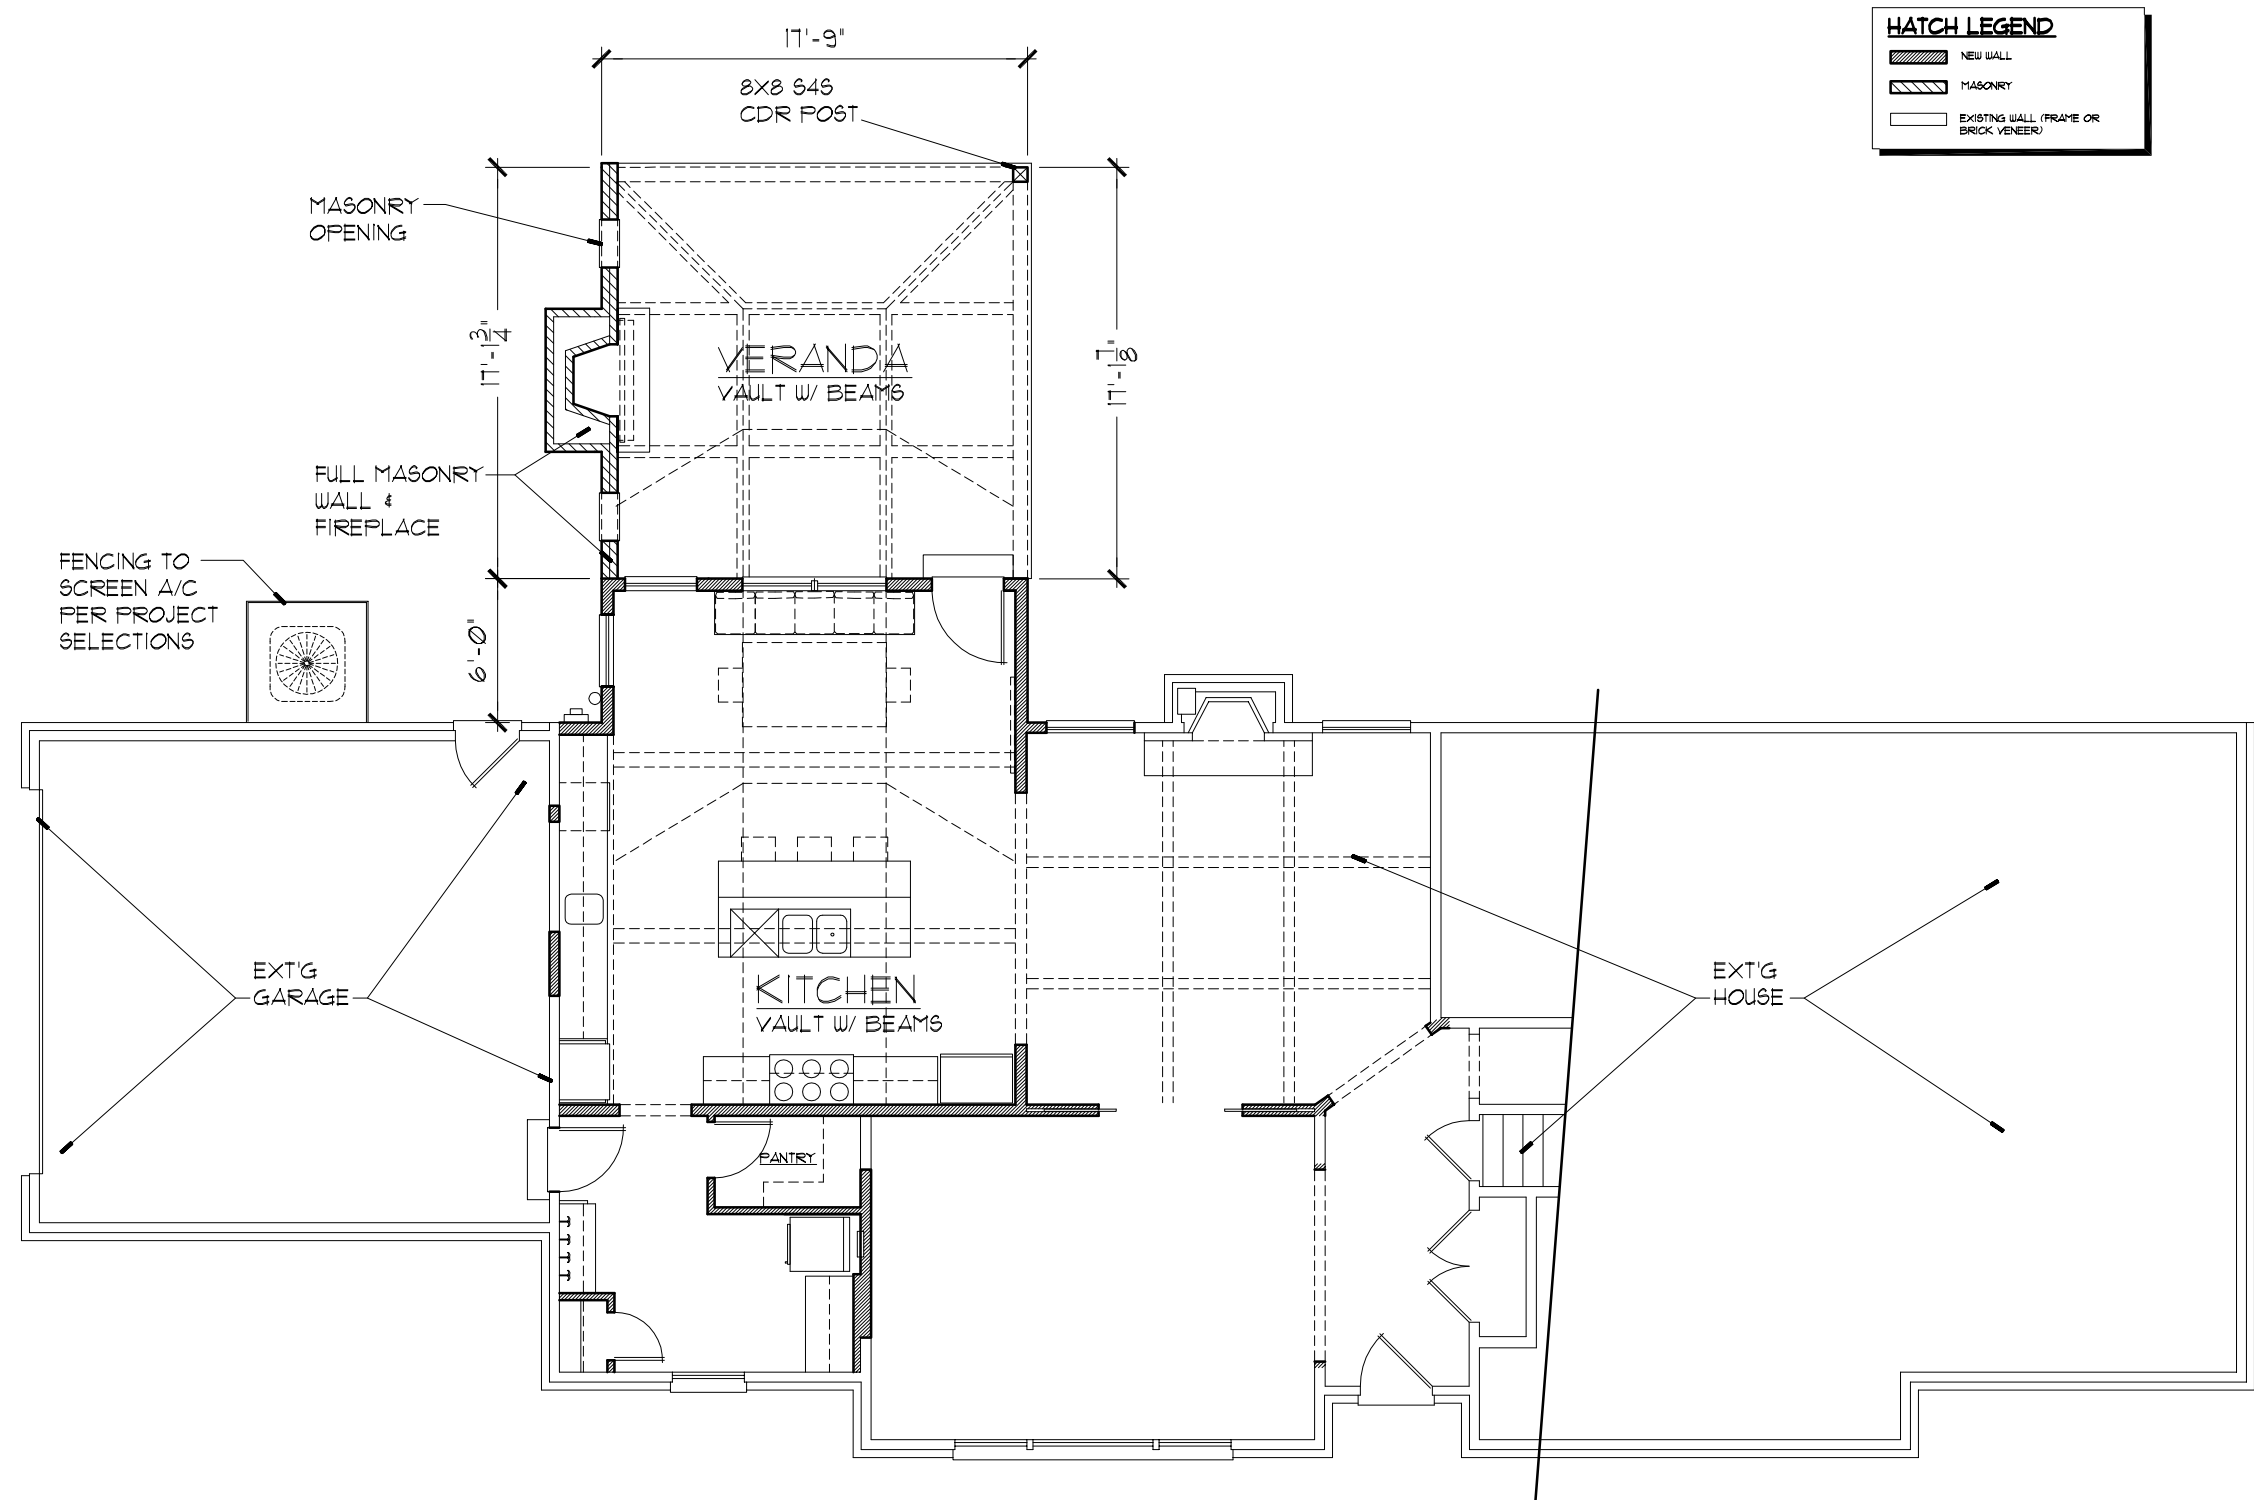 HATCH LEGEND
NEW WALL
MASONRY
EXISTING WALL (FRAME OR
BRICK VENEER)
17'-9"
8X8 S4S
CDR POST
MASONRY
OPENING
17'-1 3/4"
17'-1 7/8"
VERANDA
VAULT W/ BEAMS
FULL MASONRY
WALL &
FIREPLACE
FENCING TO
SCREEN A/C
PER PROJECT
SELECTIONS
6'-0"
EXT'G
GARAGE
KITCHEN
VAULT W/ BEAMS
EXT'G
HOUSE
PANTRY